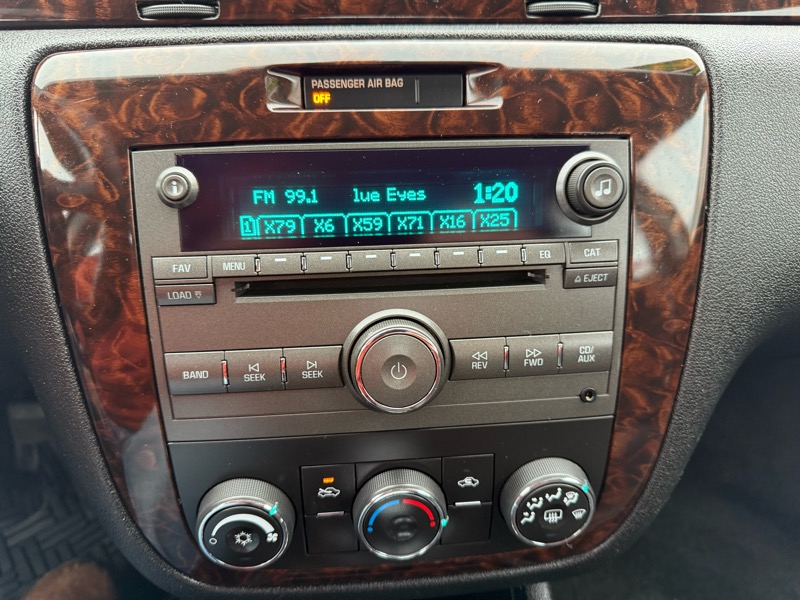 PASSENGER AIR BAG
OFF
FM 99.1 lue Eyes 1:20
1 X79 X6 X59 X71 X16 X25
FAV MENU EQ CAT
LOAD EJECT
BAND SEEK SEEK REV FWD CD/
AUX